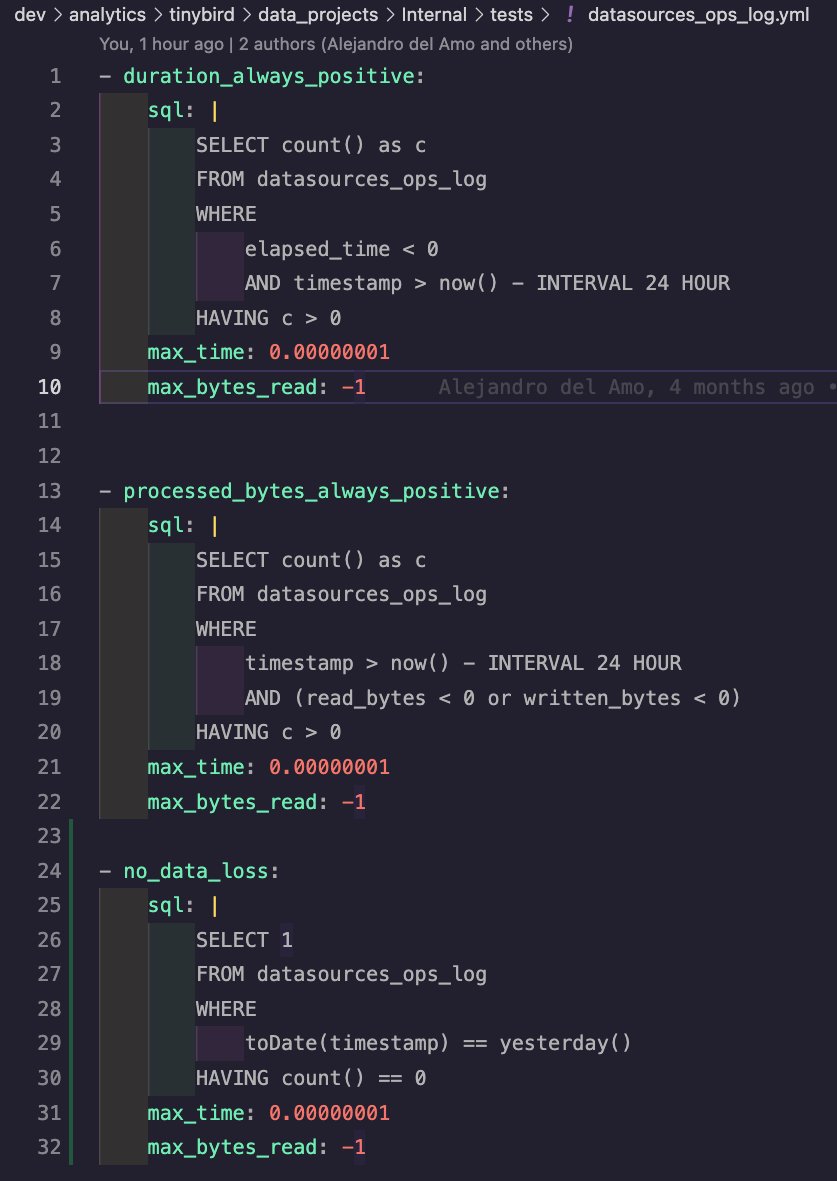 dev > analytics > tinybird > data_projects > Internal > tests > ! datasources_ops_log.yml
You, 1 hour ago | 2 authors (Alejandro del Amo and others)
1 - duration_always_positive:
2 sql: |
3 SELECT count() as c
4 FROM datasources_ops_log
5 WHERE
6 elapsed_time < 0
7 AND timestamp > now() - INTERVAL 24 HOUR
8 HAVING c > 0
9 max_time: 0.00000001
10 max_bytes_read: -1 Alejandro del Amo, 4 months ago •
11
12
13 - processed_bytes_always_positive:
14 sql: |
15 SELECT count() as c
16 FROM datasources_ops_log
17 WHERE
18 timestamp > now() - INTERVAL 24 HOUR
19 AND (read_bytes < 0 or written_bytes < 0)
20 HAVING c > 0
21 max_time: 0.00000001
22 max_bytes_read: -1
23
24 - no_data_loss:
25 sql: |
26 SELECT 1
27 FROM datasources_ops_log
28 WHERE
29 toDate(timestamp) == yesterday()
30 HAVING count() == 0
31 max_time: 0.00000001
32 max_bytes_read: -1